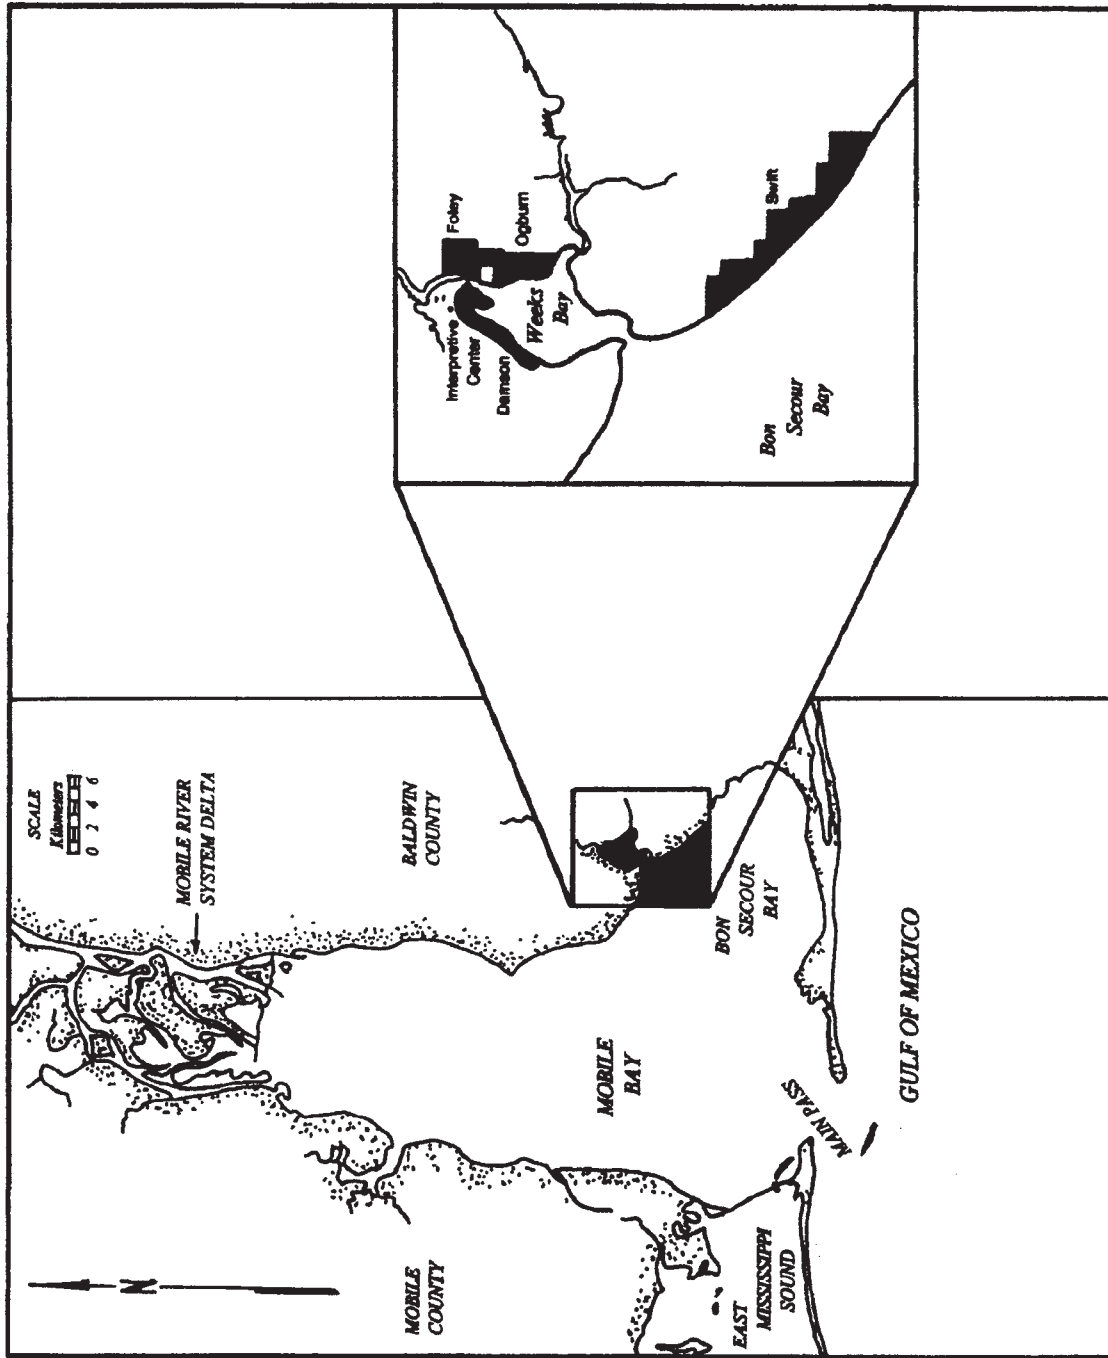 SCALE
Kilometers
0 2 4 6
MOBILE RIVER
SYSTEM DELTA
BALDWIN
COUNTY
N
MOBILE
COUNTY
MOBILE
BAY
BON
SECOUR
BAY
MAIN PASS
EAST
MISSISSIPPI
SOUND
GULF OF MEXICO
Foley
Ogburn
Interpretive
Center
Damson
Weeks
Bay
Swift
Bon
Secour
Bay